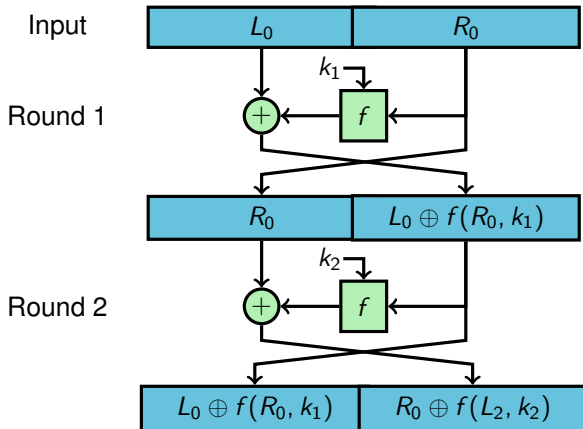 Input L₀ R₀
k₁
Round 1 + f
R₀ L₀ ⊕ f(R₀, k₁)
k₂
Round 2 + f
L₀ ⊕ f(R₀, k₁) R₀ ⊕ f(L₂, k₂)